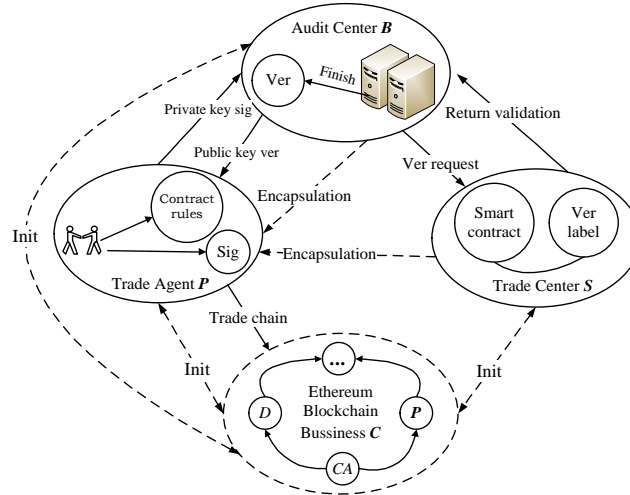 Audit Center B
Ver
Finish
Private key sig
Return validation
Public key ver
Ver request
Contract
rules
Encapsulation
Smart
contract
Ver
label
Init
Sig
Encapsulation
Trade Agent P
Trade Center S
Trade chain
Init
Init
...
Ethereum
Blockchain
Bussiness C
D
P
CA